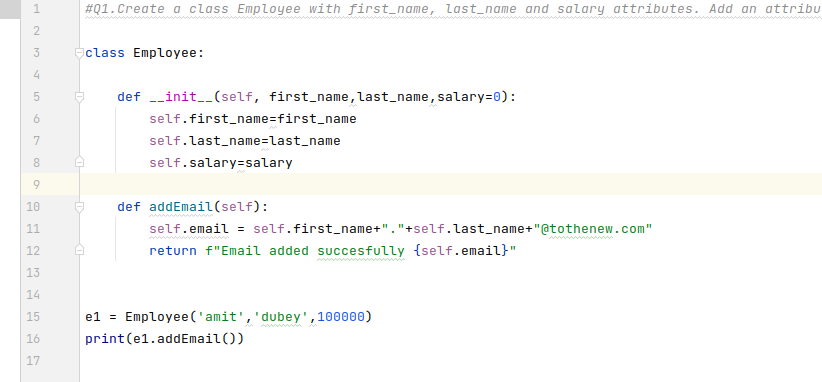 1 #Q1.Create a class Employee with first_name, last_name and salary attributes. Add an attribu
2
3 class Employee:
4
5     def __init__(self, first_name,last_name,salary=0):
6         self.first_name=first_name
7         self.last_name=last_name
8         self.salary=salary
9
10     def addEmail(self):
11         self.email = self.first_name+"."+self.last_name+"@tothenew.com"
12         return f"Email added succesfully {self.email}"
13
14
15 e1 = Employee('amit','dubey',100000)
16 print(e1.addEmail())
17